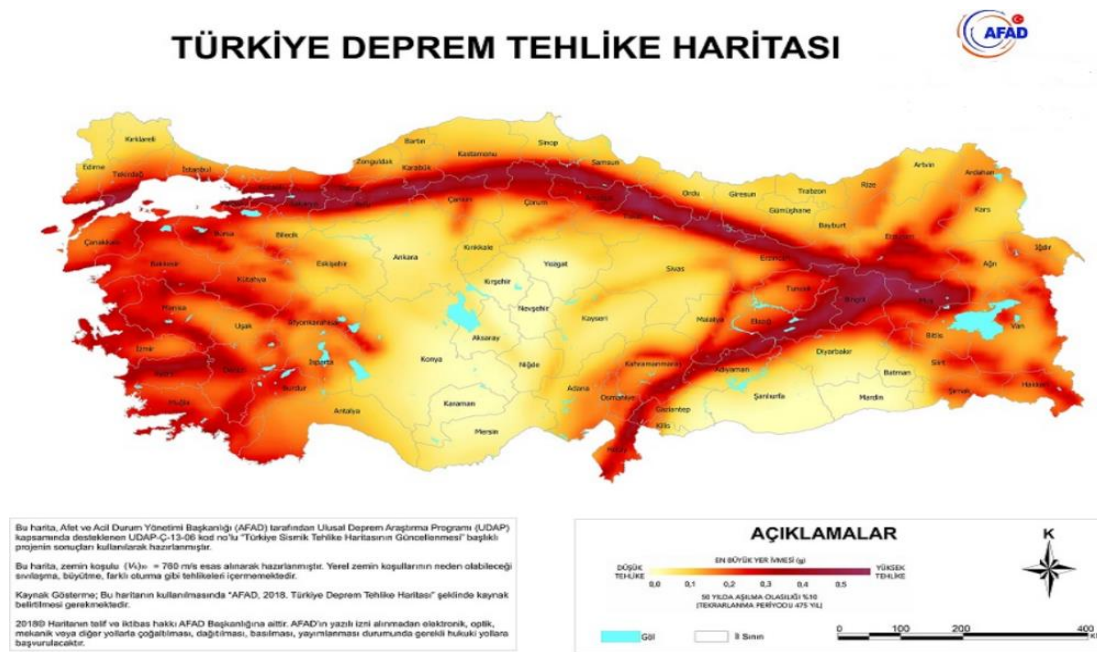 TÜRKİYE DEPREM TEHLİKE HARİTASI
AFAD
Kırklareli
Edirne
Tekirdağ
İstanbul
Zonguldak
Bartın
Karabük
Kastamonu
Sinop
Samsun
Çankırı
Çorum
Ordu
Giresun
Trabzon
Rize
Artvin
Ardahan
Kars
Gümüşhane
Bayburt
Iğdır
Ağrı
Çanakkale
Balıkesir
Bursa
Bilecik
Eskişehir
Ankara
Kırıkkale
Yozgat
Sivas
Erzincan
Tunceli
Bingöl
Muş
Van
Bitlis
Kütahya
Manisa
Uşak
Afyonkarahisar
Kırşehir
Nevşehir
Kayseri
Malatya
Elazığ
İzmir
Denizli
Isparta
Burdur
Konya
Aksaray
Niğde
Kahramanmaraş
Adıyaman
Diyarbakır
Batman
Siirt
Şırnak
Hakkari
Muğla
Antalya
Karaman
Mersin
Adana
Osmaniye
Gaziantep
Kilis
Şanlıurfa
Mardin
Bu harita, Afet ve Acil Durum Yönetimi Başkanlığı (AFAD) tarafından Ulusal Deprem Araştırma Programı (UDAP)
kapsamında desteklenen UDAP-Ç-13-06 kod no'lu "Türkiye Sismik Tehlike Haritasının Güncellenmesi" başlıklı
projenin sonuçları kullanılarak hazırlanmıştır.
Bu harita, zemin koşulu (Vs)30 = 760 m/s esas alınarak hazırlanmıştır. Yerel zemin koşullarının neden olabileceği
sıvılaşma, büyütme, farklı oturma gibi tehlikeleri içermemektedir.
Kaynak Gösterme; Bu haritanın kullanılmasında "AFAD, 2018. Türkiye Deprem Tehlike Haritası" şeklinde kaynak
belirtilmesi gerekmektedir.
2018© Haritanın telif ve iktibas hakkı AFAD Başkanlığına aittir. AFAD'ın yazılı izni alınmadan elektronik, optik,
mekanik veya diğer yollarla çoğaltılması, dağıtılması, basılması, yayımlanması durumunda gerekli hukuki yollara
başvurulacaktır.
AÇIKLAMALAR
EN BÜYÜK YER İVMESİ (g)
DÜŞÜK TEHLİKE
YÜKSEK TEHLİKE
0,0 0,1 0,2 0,3 0,4 0,5
50 YILDA AŞILMA OLASILIĞI %10
(TEKRARLANMA PERİYODU 475 YIL)
Göl
İl Sınırı
K
0 50 100 200 300 400